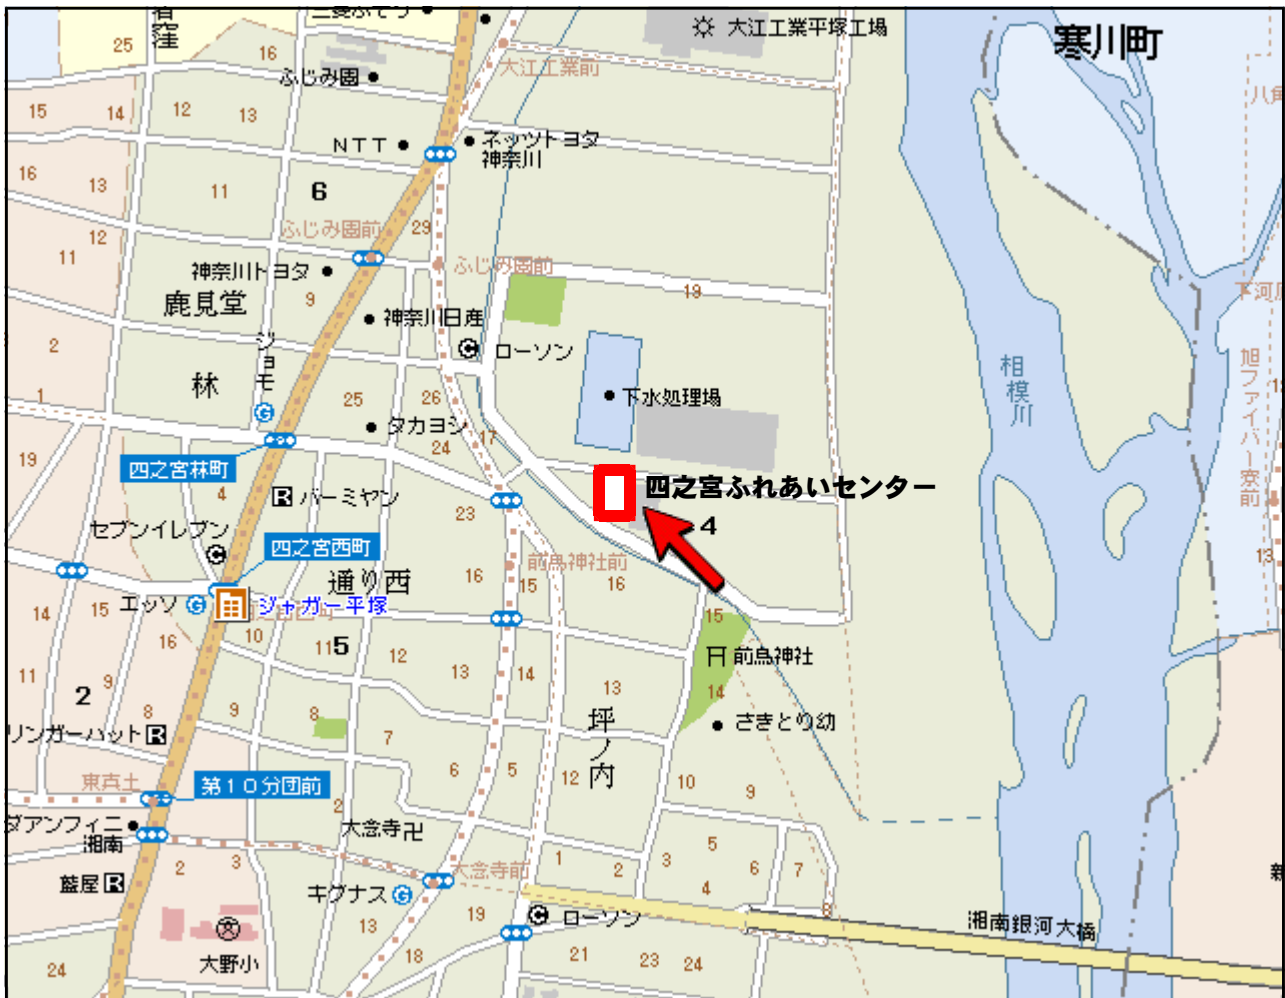 大江工業平塚工場
寒川町
25
16
ふじみ園
大江工業前
15
14
12
13
NTT
ネッツトヨタ
神奈川
16
13
11
6
ふじみ園前
29
12
11
神奈川トヨタ
ふじみ園前
鹿見堂
9
19
神奈川日産
ジョモ
2
ローソン
相模川
林
1
25
26
下水処理場
旭ファイバー寮前
タカヨシ
24
17
四之宮林町
19
4
バーミヤン
四之宮ふれあいセンター
23
4
セブンイレブン
四之宮西町
前鳥神社前
13
通り西
16
15
16
エッソ
ジャガー平塚
14
15
15
16
10
11
5
12
前鳥神社
11
13
14
13
14
2
9
8
9
8
坪ノ内
さきとり幼
リンガーハット
7
東真土
第10分団前
6
5
12
10
9
2
ダアンフィニ
湘南
大念寺
大念寺前
2
3
1
2
3
5
4
6
7
8
藍屋
キグナス
19
ローソン
湘南銀河大橋
13
大野小
18
21
23
24
24